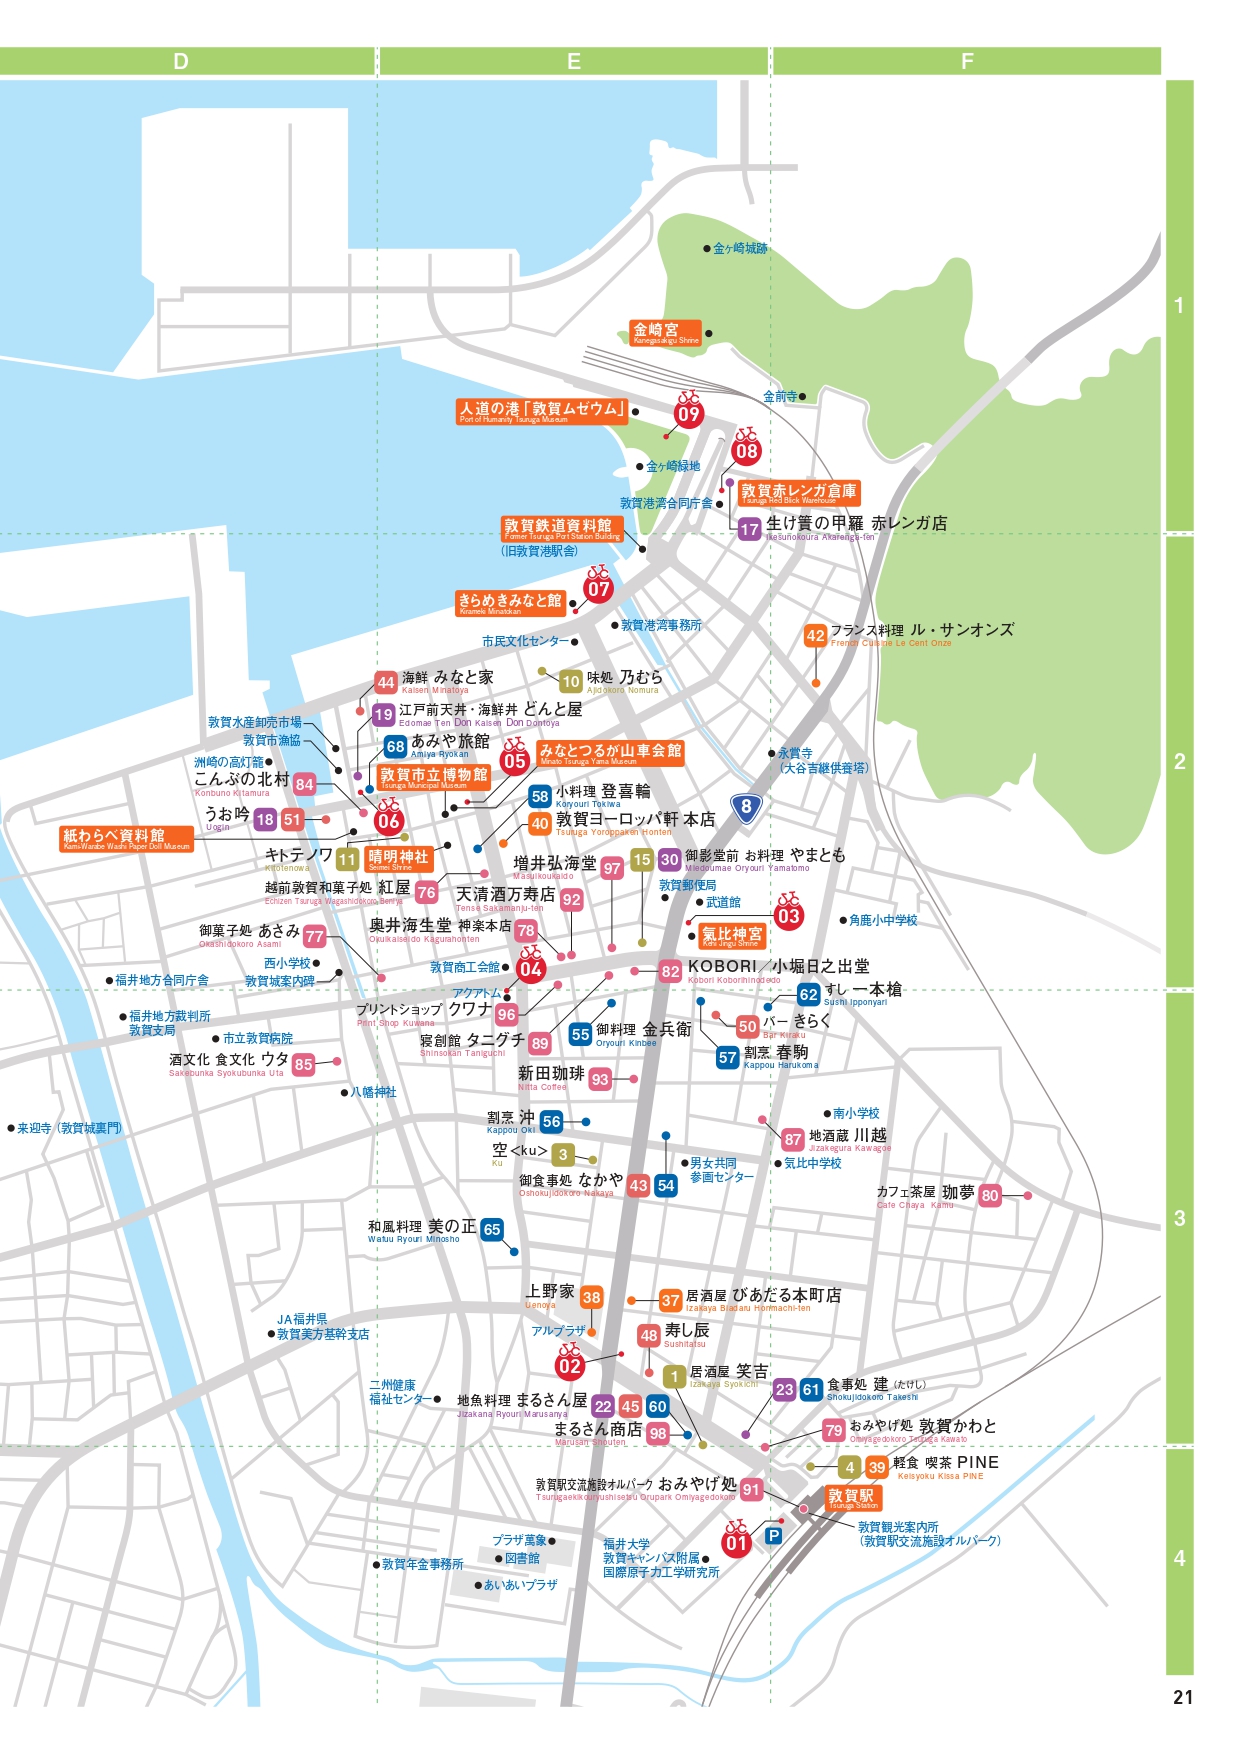 D
E
F
1
金ヶ崎城跡
金崎宮
Kanegasakigu Shrine
金前寺
人道の港「敦賀ムゼウム」
Port of Humanity Tsuruga Museum
09
08
金ヶ崎緑地
敦賀港湾合同庁舎
敦賀赤レンガ倉庫
Tsuruga Red Brick Warehouse
敦賀鉄道資料館
Former Tsuruga Port Station Building
(旧敦賀港駅舎)
17 生け簀の甲羅 赤レンガ店
Ikesunokoura Akarenga-ten
2
07
きらめきみなと館
Kirameki Minatokan
敦賀港湾事務所
市民文化センター
42 フランス料理 ル・サンオンズ
French Cuisine Le Cent Onze
44 海鮮 みなと家
Kaisen Minatoya
10 味処 乃むら
Ajidokoro Nomura
19 江戸前天丼・海鮮丼 どんと屋
Edomae Ten Don Kaisen Don Dontoya
敦賀水産卸売市場
敦賀市漁協
68 あみや旅館
Amiya Ryokan
05
みなとつるが山車会館
Minato Tsuruga Yama Museum
永賞寺
(大谷吉継供養塔)
洲崎の高灯籠
こんぶの北村 84
Konbuno Kitamura
敦賀市立博物館
Tsuruga Municipal Museum
58 小料理 登喜輪
Koryouri Tokiwa
8
うお吟 18 51
Uogin
06
40 敦賀ヨーロッパ軒 本店
Tsuruga Yoroppaken Honten
紙わらべ資料館
Kami-Warabe Washi Paper Doll Museum
キトテノワ 11
Kitotenowa
晴明神社
Seimei Shrine
増井弘海堂 97
Masuikoukaido
15 30 御影堂前 お料理 やまとも
Miedoumae Oryouri Yamatomo
越前敦賀和菓子処 紅屋 76
Echizen Tsuruga Wagashidokoro Beniya
天清酒万寿店 92
Tense Sakamanju-ten
敦賀郵便局
武道館
03
角鹿小中学校
御菓子処 あさみ 77
Okashidokoro Asami
奥井海生堂 神楽本店 78
Okuikaiseido Kagurahonten
氣比神宮
Kehi Jingu Shrine
西小学校
敦賀商工会館
04
82 KOBORI/小堀日之出堂
Kobori Koborihinodedo
福井地方合同庁舎
敦賀城案内碑
アクアトム
62 すし 一本槍
Sushi Ipponyari
福井地方裁判所
敦賀支局
プリントショップ クワナ 96
Print Shop Kuwana
50 バー きらく
Bar Kiraku
市立敦賀病院
寝創館 タニグチ 89
Shinsokan Taniguchi
55 御料理 金兵衛
Oryouri Kinbee
57 割烹 春駒
Kappou Harukoma
酒文化 食文化 ウタ 85
Sakebunka Syokubunka Uta
新田珈琲 93
Nitta Coffee
八幡神社
来迎寺(敦賀城裏門)
割烹 沖 56
Kappou Oki
南小学校
87 地酒蔵 川越
Jizakegura Kawagoe
空<ku> 3
Ku
男女共同
参画センター
気比中学校
御食事処 なかや 43 54
Oshokujidokoro Nakaya
カフェ茶屋 珈夢 80
Cafe Chaya Kamu
3
和風料理 美の正 65
Wafuu Ryouri Minosho
上野家 38
Uenoya
37 居酒屋 びあだる本町店
Izakaya Biadaru Honmachi-ten
JA福井県
敦賀美方基幹支店
アルプラザ
48 寿し辰
Sushitatsu
02
二州健康
福祉センター
1 居酒屋 笑吉
Izakaya Syokichi
23 61 食事処 建(たけし)
Shokujidokoro Takeshi
地魚料理 まるさん屋 22 45 60
Jizakana Ryouri Marusanya
まるさん商店 98
Marusan Shouten
79 おみやげ処 敦賀かわと
Omiyagedokoro Tsuruga Kawato
4 39 軽食 喫茶 PINE
Keisyoku Kissa PINE
敦賀駅交流施設オルパーク おみやげ処 91
Tsurugaekikouryushisetsu Orupark Omiyagedokoro
敦賀駅
Tsuruga Station
01
P
敦賀観光案内所
(敦賀駅交流施設オルパーク)
プラザ萬象
図書館
あいあいプラザ
敦賀年金事務所
福井大学
敦賀キャンパス附属
国際原子力工学研究所
4
21